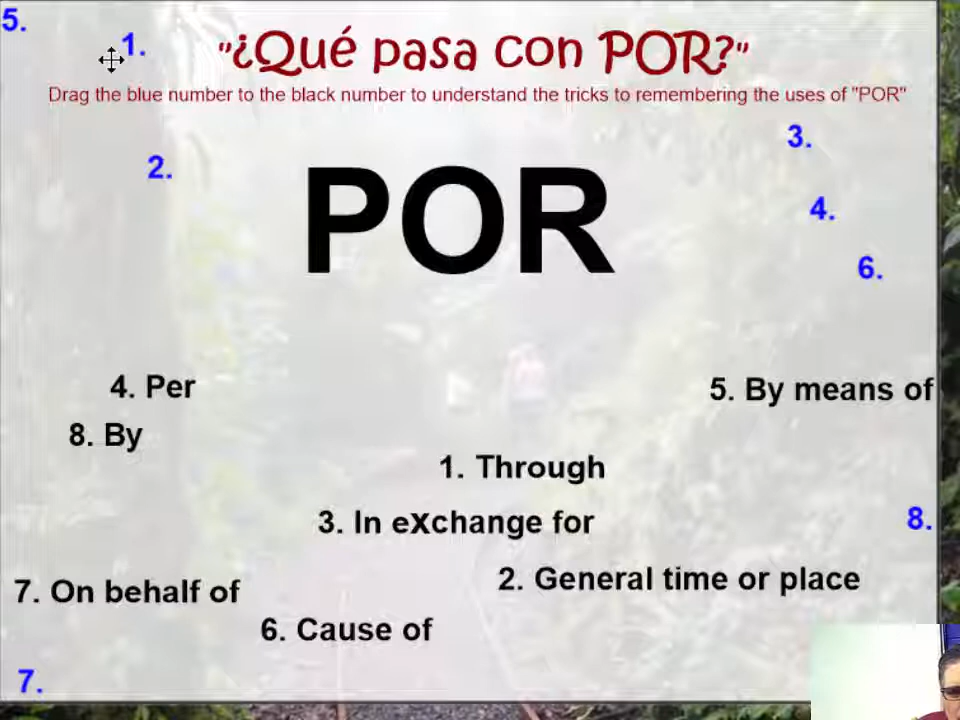 5.
1.
"¿Qué pasa con POR?"
Drag the blue number to the black number to understand the tricks to remembering the uses of "POR"
3.
2.
POR
4.
6.
4. Per
5. By means of
8. By
1. Through
3. In exchange for
8.
2. General time or place
7. On behalf of
6. Cause of
7.